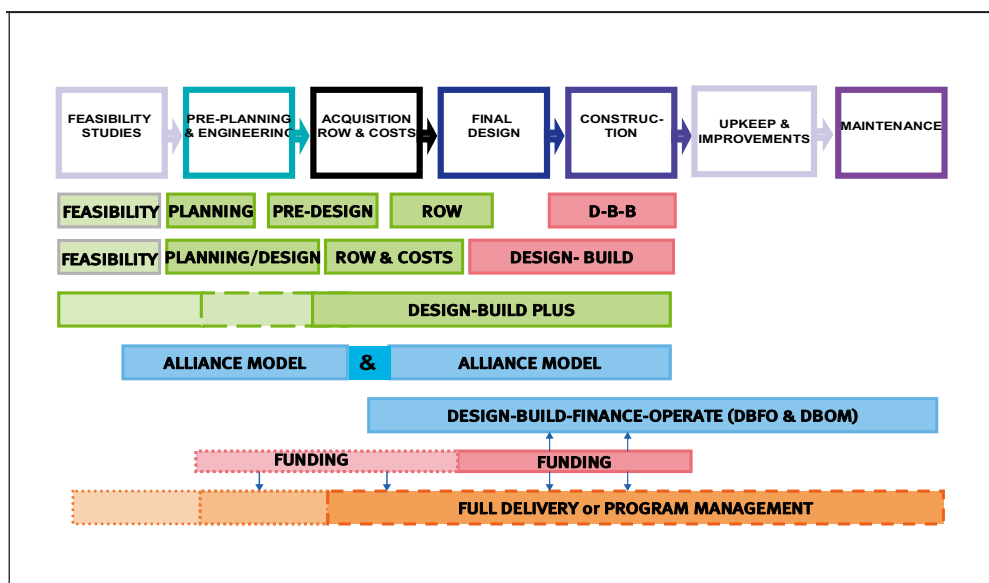 FEASIBILITY
STUDIES
PRE-PLANNING
& ENGINEERING
ACQUISITION
ROW & COSTS
FINAL
DESIGN
CONSTRUC-
TION
UPKEEP &
IMPROVEMENTS
MAINTENANCE
FEASIBILITY PLANNING PRE-DESIGN ROW D-B-B
FEASIBILITY PLANNING/DESIGN ROW & COSTS DESIGN- BUILD
DESIGN-BUILD PLUS
ALLIANCE MODEL & ALLIANCE MODEL
DESIGN-BUILD-FINANCE-OPERATE (DBFO & DBOM)
FUNDING FUNDING
FULL DELIVERY or PROGRAM MANAGEMENT